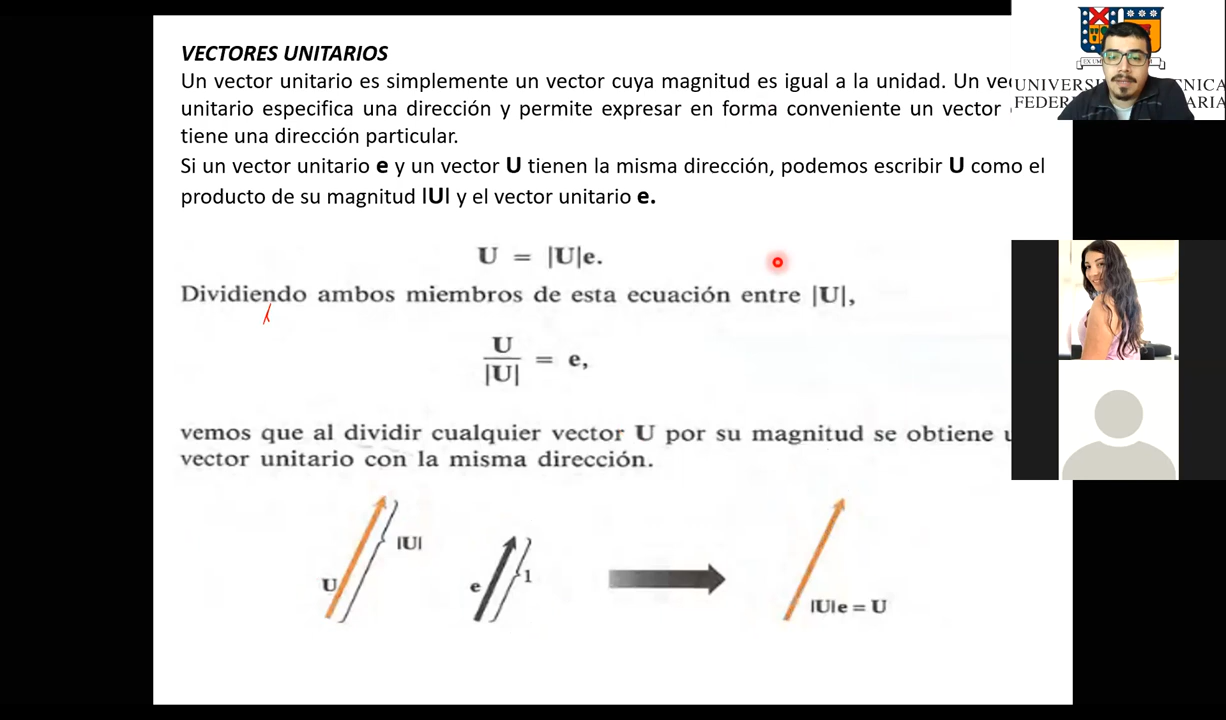 VECTORES UNITARIOS
Un vector unitario es simplemente un vector cuya magnitud es igual a la unidad. Un
unitario especifica una dirección y permite expresar en forma conveniente un vector
tiene una dirección particular.
Si un vector unitario e y un vector U tienen la misma dirección, podemos escribir U como el
producto de su magnitud |U| y el vector unitario e.
U = |U|e.
Dividiendo ambos miembros de esta ecuación entre |U|,
U
|U|
= e,
vemos que al dividir cualquier vector U por su magnitud se obtiene
vector unitario con la misma dirección.
U
|U|
e
1
|U|e = U